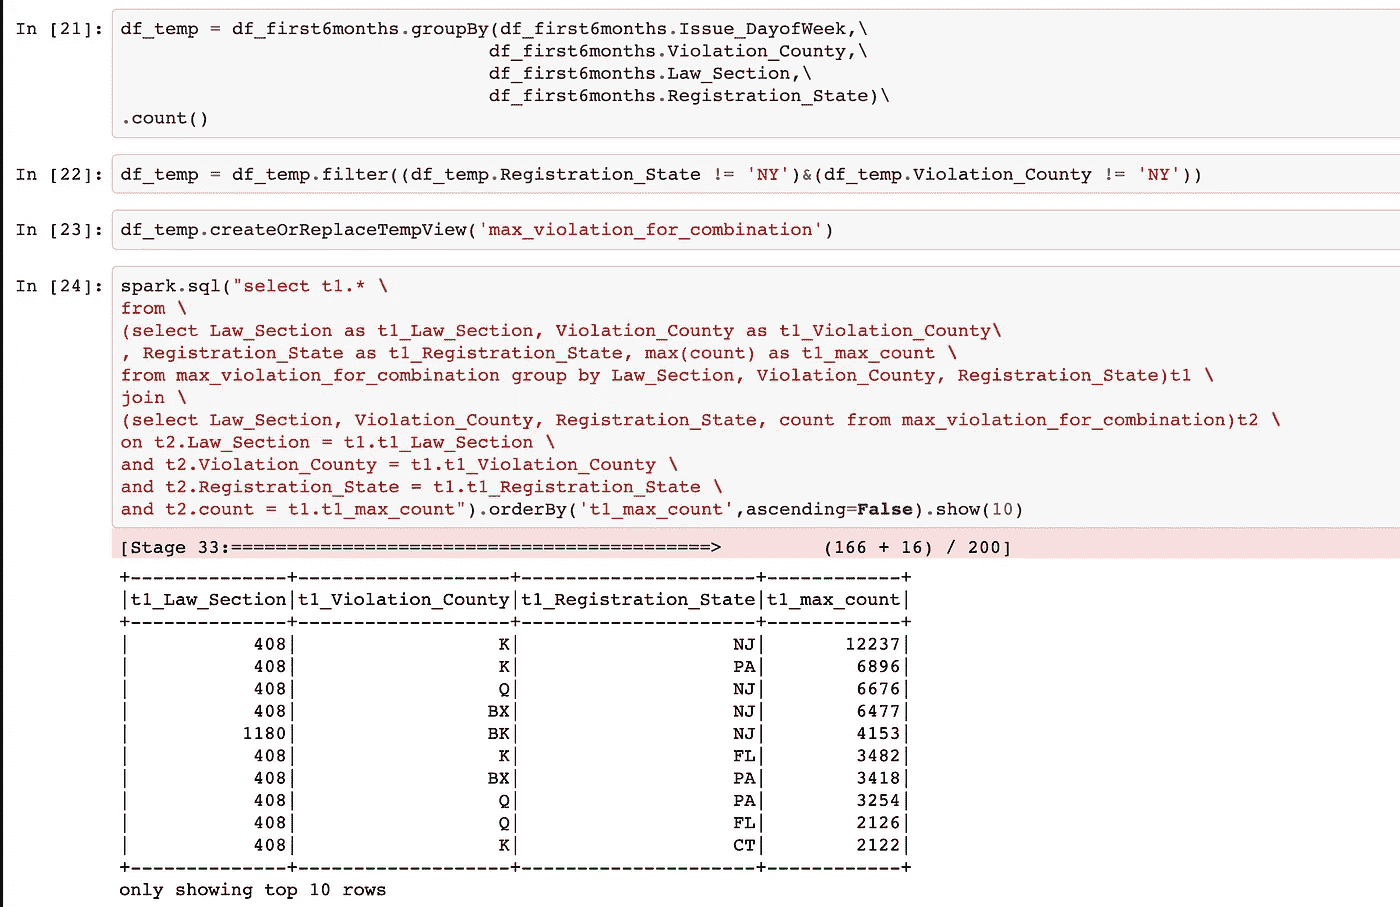 In [21]: df_temp = df_first6months.groupBy(df_first6months.Issue_DayofWeek,\
df_first6months.Violation_County,\
df_first6months.Law_Section,\
df_first6months.Registration_State)\
.count()
In [22]: df_temp = df_temp.filter((df_temp.Registration_State != 'NY')&(df_temp.Violation_County != 'NY'))
In [23]: df_temp.createOrReplaceTempView('max_violation_for_combination')
In [24]: spark.sql("select t1.* \
from \
(select Law_Section as t1_Law_Section, Violation_County as t1_Violation_County\
, Registration_State as t1_Registration_State, max(count) as t1_max_count \
from max_violation_for_combination group by Law_Section, Violation_County, Registration_State)t1 \
join \
(select Law_Section, Violation_County, Registration_State, count from max_violation_for_combination)t2 \
on t2.Law_Section = t1.t1_Law_Section \
and t2.Violation_County = t1.t1_Violation_County \
and t2.Registration_State = t1.t1_Registration_State \
and t2.count = t1.t1_max_count").orderBy('t1_max_count',ascending=False).show(10)
[Stage 33:===========================================>         (166 + 16) / 200]
+--------------+-------------------+---------------------+------------+
|t1_Law_Section|t1_Violation_County|t1_Registration_State|t1_max_count|
+--------------+-------------------+---------------------+------------+
|           408|                  K|                   NJ|       12237|
|           408|                  K|                   PA|        6896|
|           408|                  Q|                   NJ|        6676|
|           408|                 BX|                   NJ|        6477|
|          1180|                 BK|                   NJ|        4153|
|           408|                  K|                   FL|        3482|
|           408|                 BX|                   PA|        3418|
|           408|                  Q|                   PA|        3254|
|           408|                  Q|                   FL|        2126|
|           408|                  K|                   CT|        2122|
+--------------+-------------------+---------------------+------------+
only showing top 10 rows